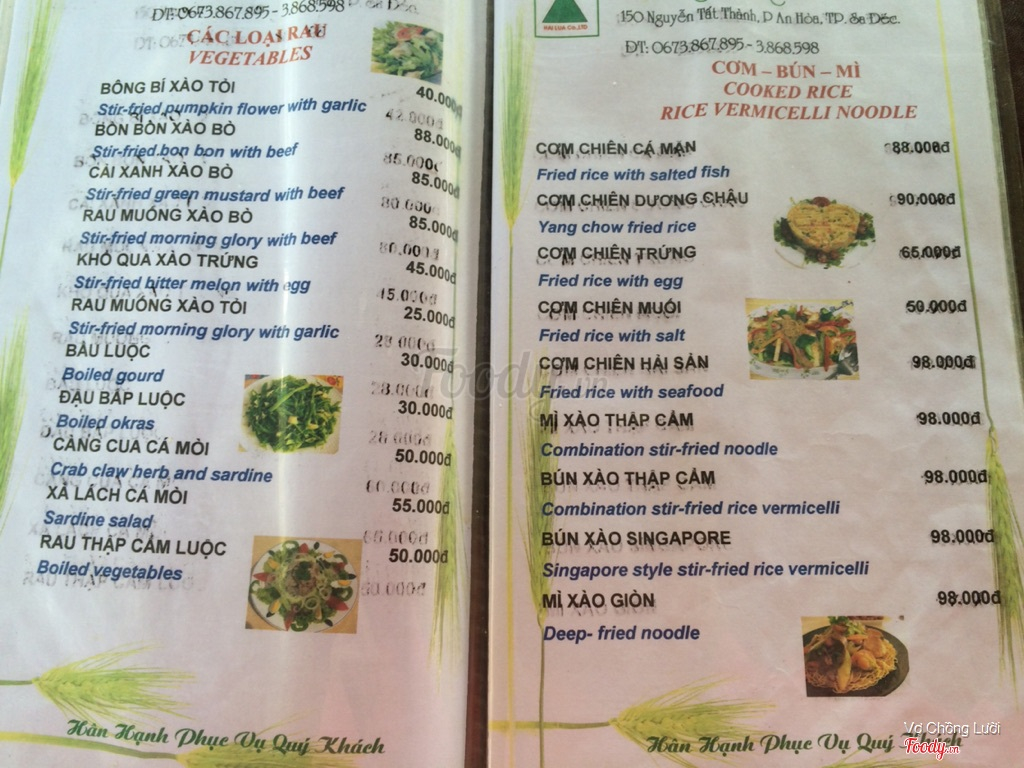 ĐT: 0673.867.895 - 3.868.598
CÁC LOẠI RAU
VEGETABLES
BÔNG BÍ XÀO TỎI 40.000đ
Stir-fried pumpkin flower with garlic
BÒN BÒN XÀO BÒ 88.000đ
Stir-fried bon bon with beef
CẢI XANH XÀO BÒ 85.000đ
Stir-fried green mustard with beef
RAU MUỐNG XÀO BÒ 85.000đ
Stir-fried morning glory with beef
KHỔ QUA XÀO TRỨNG 45.000đ
Stir-fried bitter melon with egg
RAU MUỐNG XÀO TỎI 25.000đ
Stir-fried morning glory with garlic
BẦU LUỘC 30.000đ
Boiled gourd
ĐẬU BẮP LUỘC 30.000đ
Boiled okras
CÀNG CUA CÁ MÒI 50.000đ
Crab claw herb and sardine
XÀ LÁCH CÁ MÒI 55.000đ
Sardine salad
RAU THẬP CẨM LUỘC 50.000đ
Boiled vegetables
Hân Hạnh Phục Vụ Quý Khách
150 Nguyễn Tất Thành, P An Hòa, TP. Sa Đéc.
ĐT: 0673.867.895 - 3.868.598
CƠM – BÚN – MÌ
COOKED RICE
RICE VERMICELLI NOODLE
CƠM CHIÊN CÁ MẶN 88.000đ
Fried rice with salted fish
CƠM CHIÊN DƯƠNG CHÂU 90.000đ
Yang chow fried rice
CƠM CHIÊN TRỨNG 65.000đ
Fried rice with egg
CƠM CHIÊN MUỐI 50.000đ
Fried rice with salt
CƠM CHIÊN HẢI SẢN 98.000đ
Fried rice with seafood
MÌ XÀO THẬP CẨM 98.000đ
Combination stir-fried noodle
BÚN XÀO THẬP CẨM 98.000đ
Combination stir-fried rice vermicelli
BÚN XÀO SINGAPORE 98.000đ
Singapore style stir-fried rice vermicelli
MÌ XÀO GIÒN 98.000đ
Deep- fried noodle
Hân Hạnh Phục Vụ Quý Khách
Vợ Chồng Lười
Foody.vn